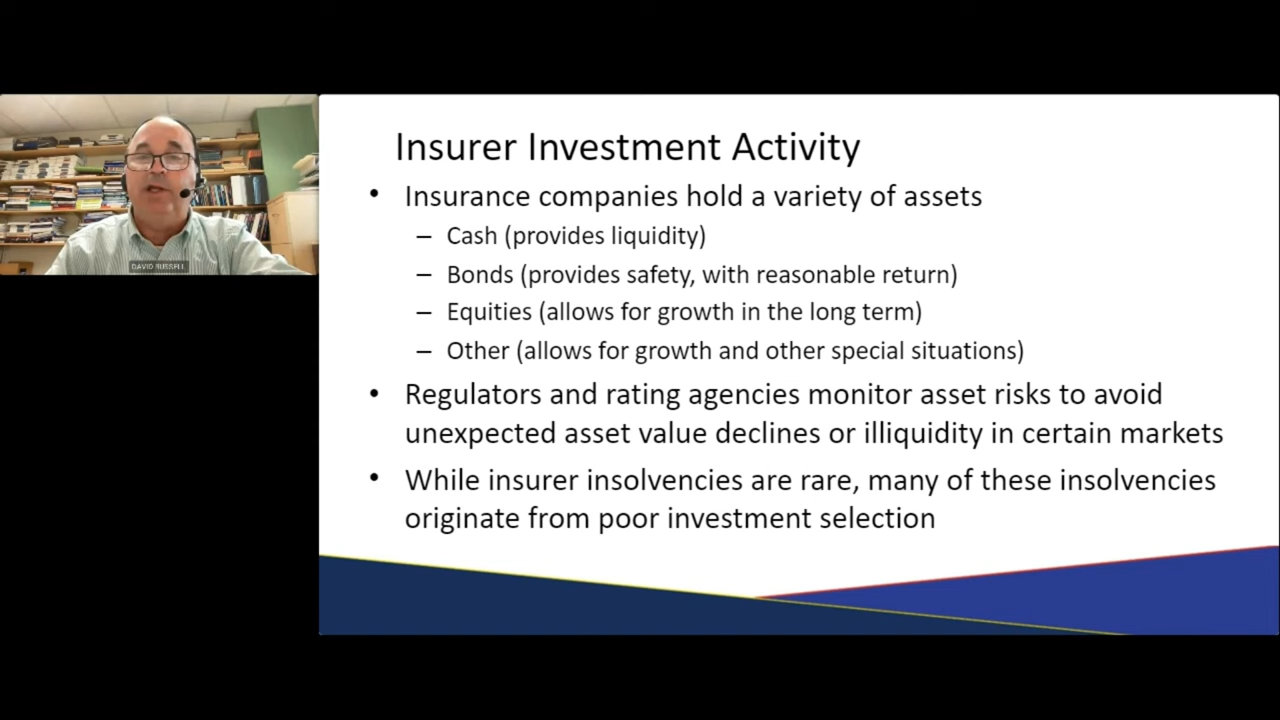 Insurer Investment Activity
• Insurance companies hold a variety of assets
– Cash (provides liquidity)
– Bonds (provides safety, with reasonable return)
– Equities (allows for growth in the long term)
– Other (allows for growth and other special situations)
• Regulators and rating agencies monitor asset risks to avoid
unexpected asset value declines or illiquidity in certain markets
• While insurer insolvencies are rare, many of these insolvencies
originate from poor investment selection
DAVID RUSSELL